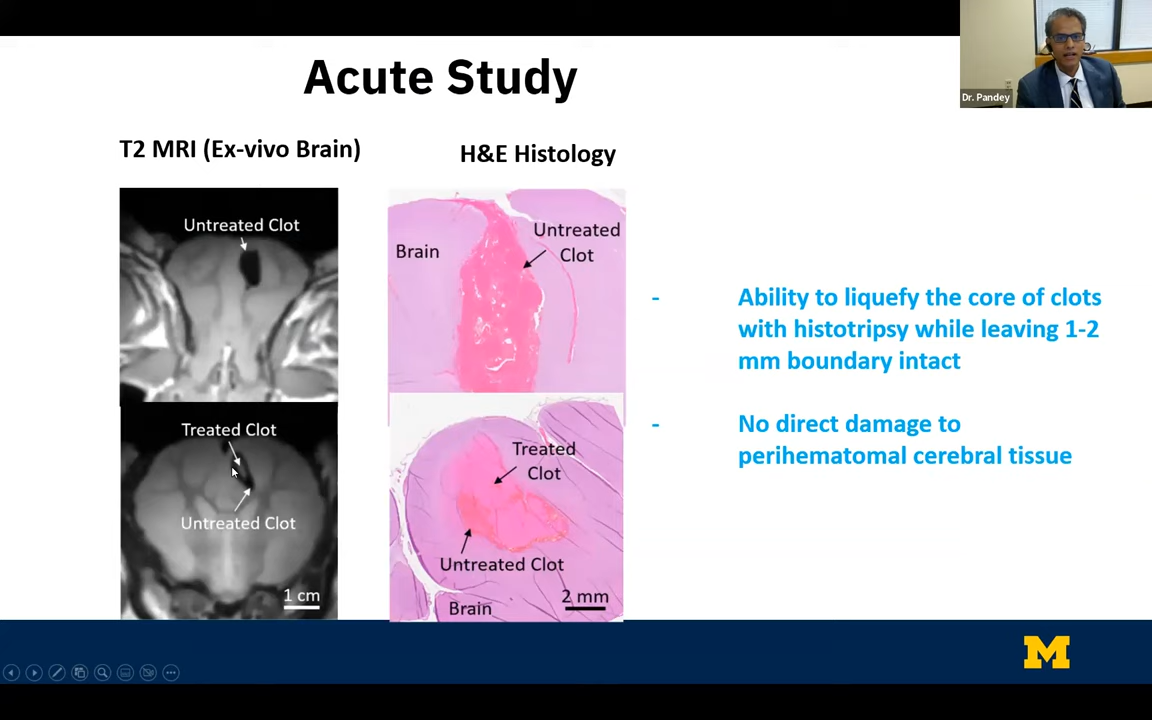 Acute Study
Dr. Pandey
T2 MRI (Ex-vivo Brain)
H&E Histology
Untreated Clot
Treated Clot
Untreated Clot
1 cm
Brain
Untreated
Clot
Treated
Clot
Untreated Clot
Brain
2 mm
- Ability to liquefy the core of clots
with histotripsy while leaving 1-2
mm boundary intact
- No direct damage to
perihematomal cerebral tissue
M